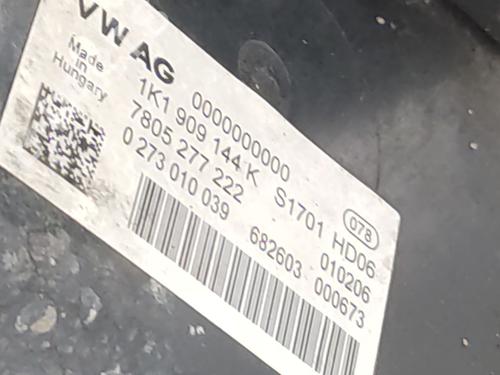 VW AG
Made
in
Hungary
0000000000
1K1 909 144 K S1701 HD06
7805 277 222 010206
0 273 010 039 682603 000673
078